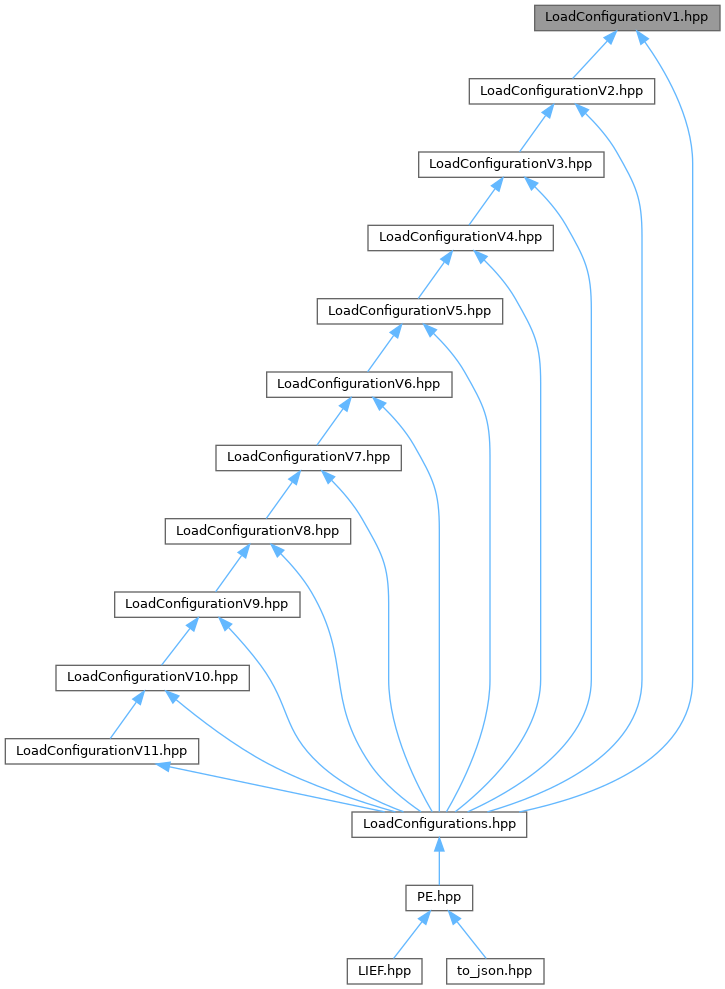 LoadConfigurationV1.hpp
LoadConfigurationV2.hpp
LoadConfigurationV3.hpp
LoadConfigurationV4.hpp
LoadConfigurationV5.hpp
LoadConfigurationV6.hpp
LoadConfigurationV7.hpp
LoadConfigurationV8.hpp
LoadConfigurationV9.hpp
LoadConfigurationV10.hpp
LoadConfigurationV11.hpp
LoadConfigurations.hpp
PE.hpp
LIEF.hpp
to_json.hpp